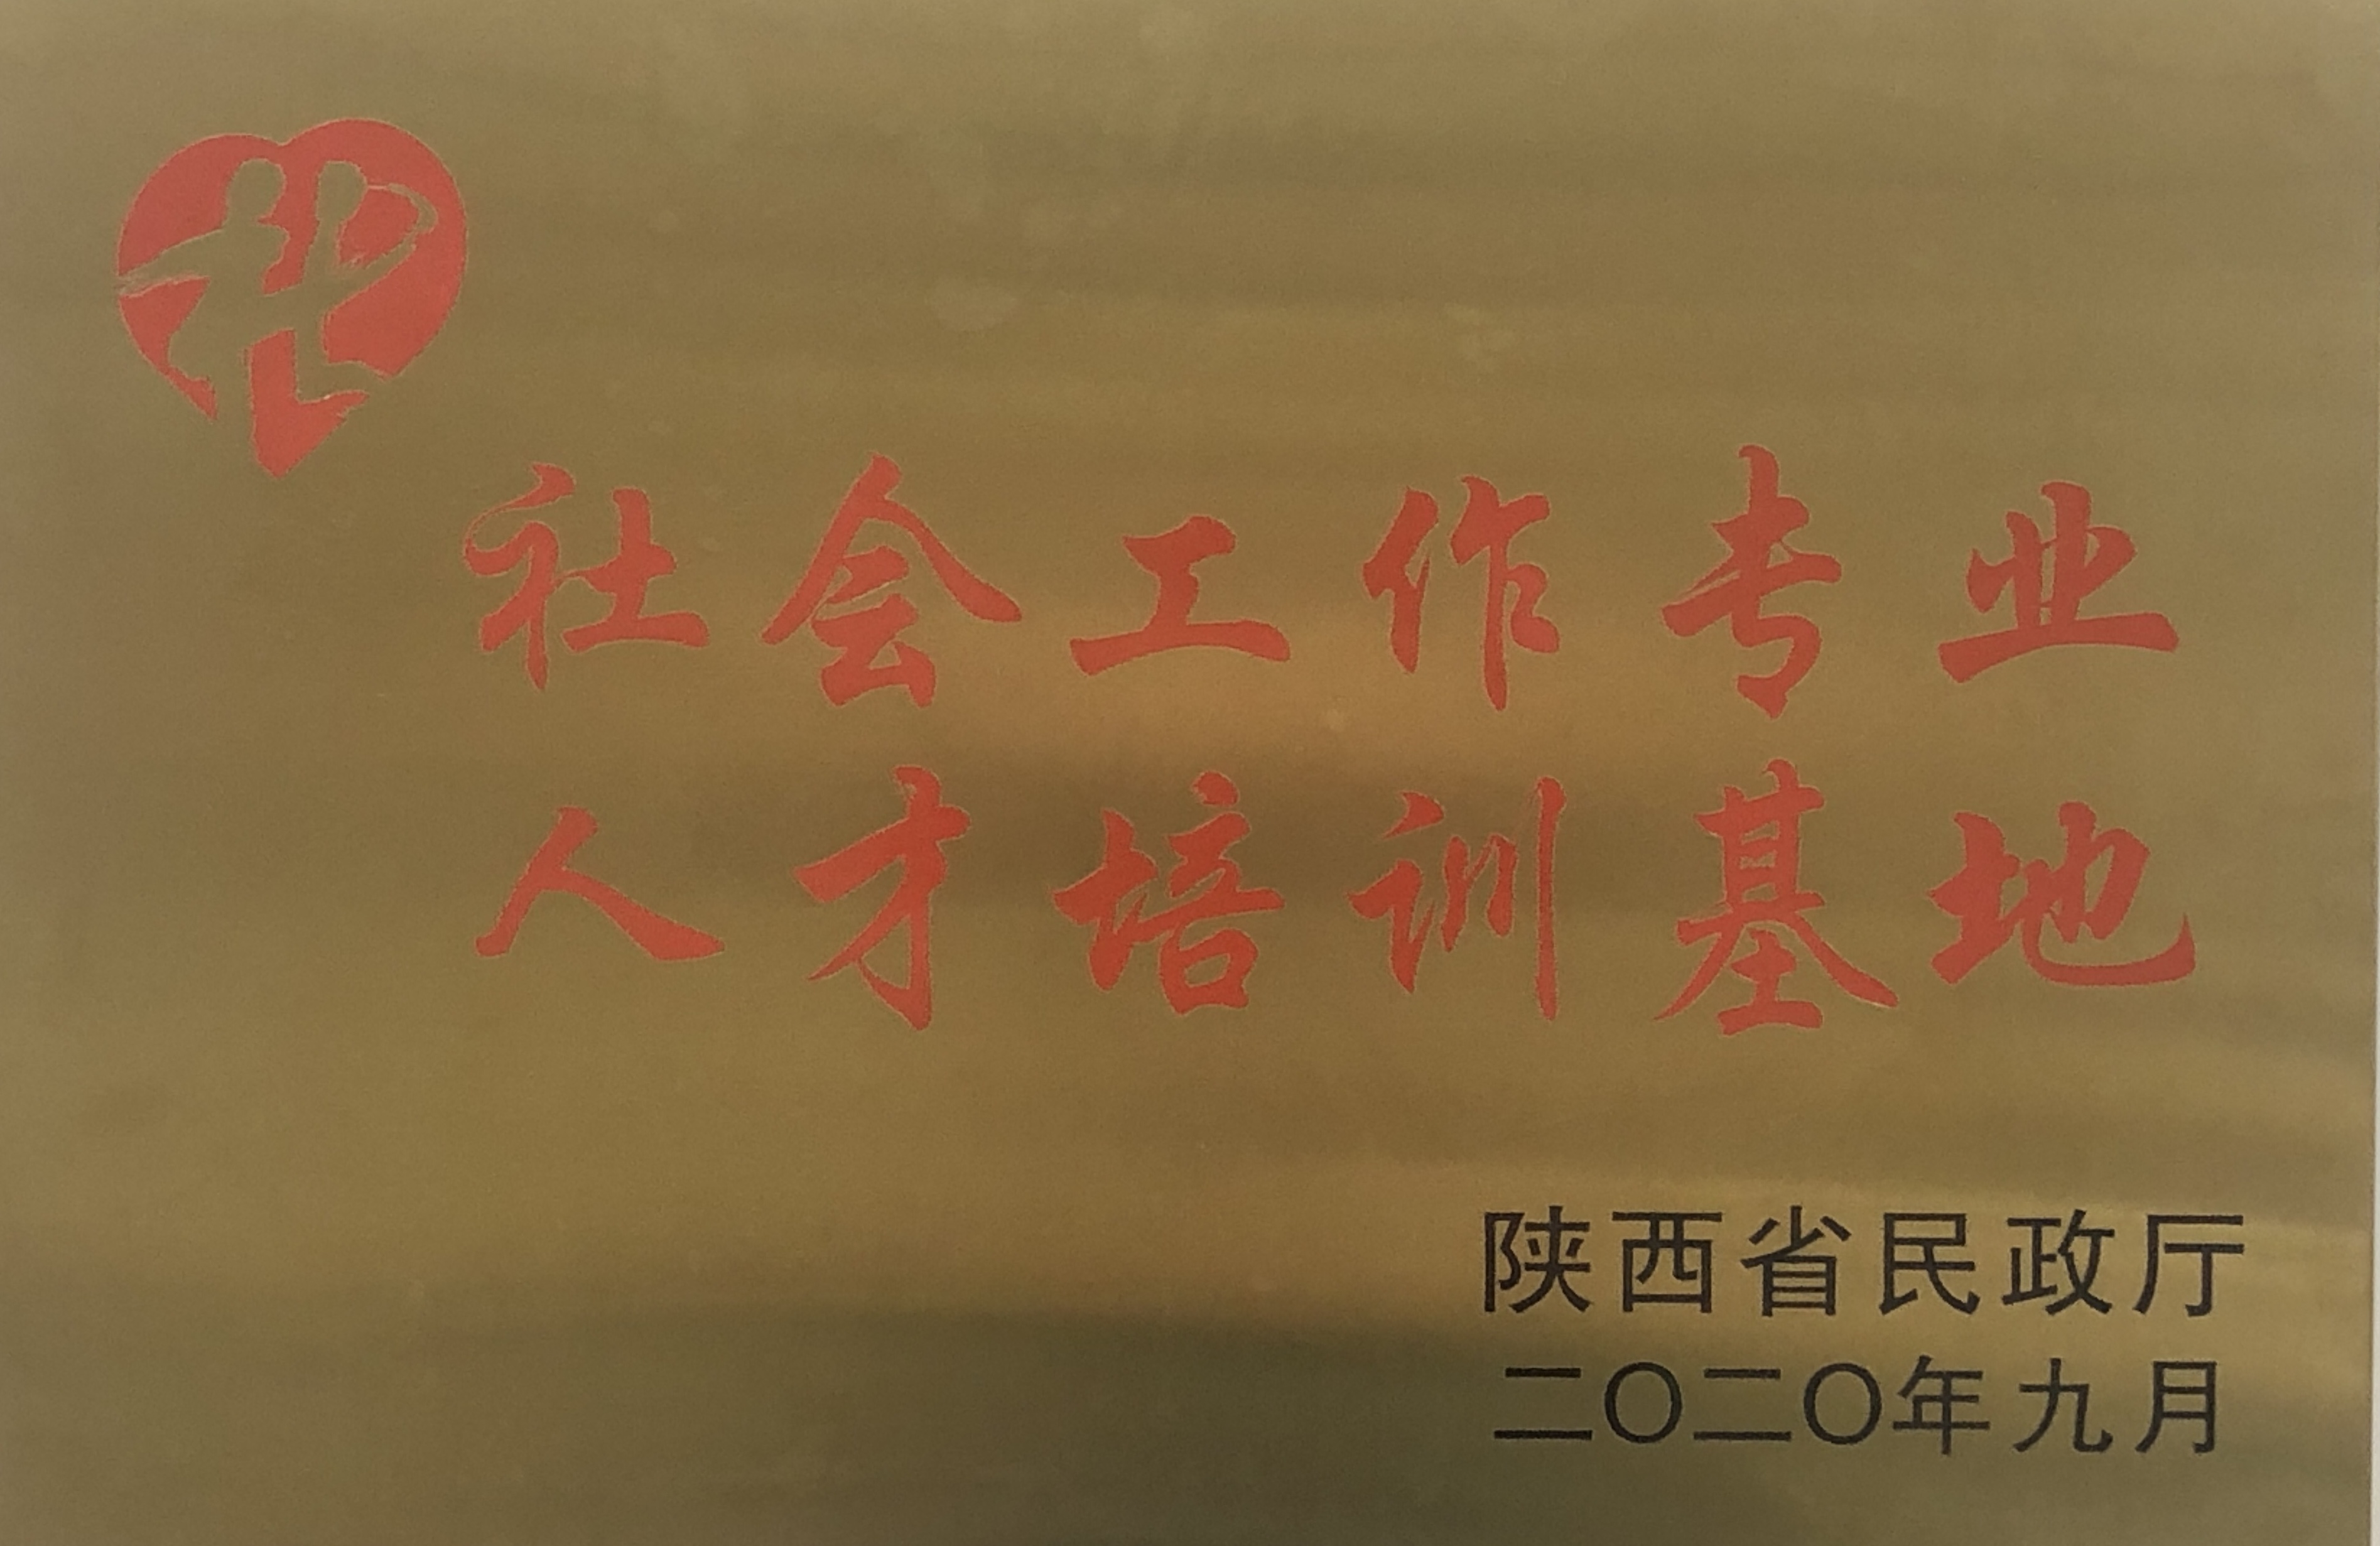 社会工作专业
人才培训基地
陕西省民政厅
二〇二〇年九月